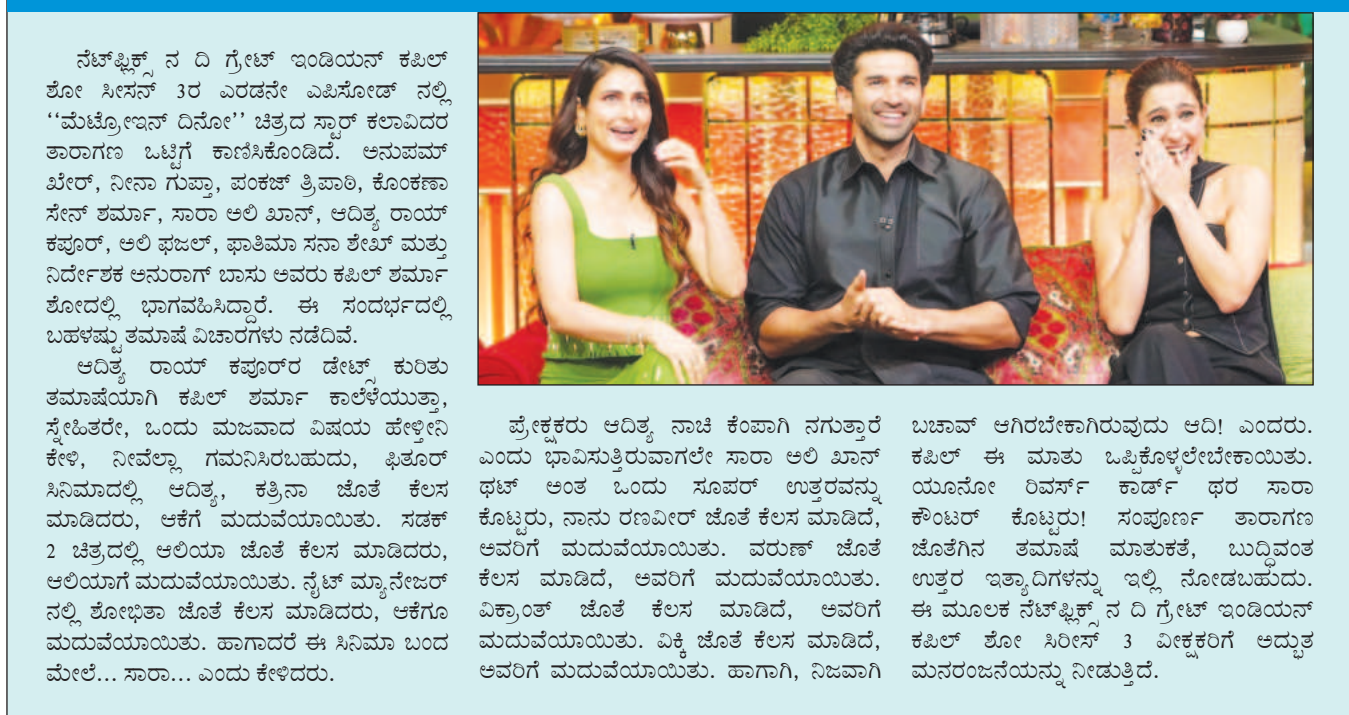 ನೆಟ್‌ಫ್ಲಿಕ್ಸ್ ನ ದಿ ಗ್ರೇಟ್ ಇಂಡಿಯನ್ ಕಪಿಲ್
ಶೋ ಸೀಸನ್ 3ರ ಎರಡನೇ ಎಪಿಸೋಡ್ ನಲ್ಲಿ
‘‘ಮೆಟ್ರೋಇನ್ ದಿನೋ’’ ಚಿತ್ರದ ಸ್ಟಾರ್ ಕಲಾವಿದರ
ತಾರಾಗಣ ಒಟ್ಟಿಗೆ ಕಾಣಿಸಿಕೊಂಡಿದೆ. ಅನುಪಮ್
ಖೇರ್, ನೀನಾ ಗುಪ್ತಾ, ಪಂಕಜ್ ತ್ರಿಪಾಠಿ, ಕೊಂಕಣಾ
ಸೇನ್ ಶರ್ಮಾ, ಸಾರಾ ಅಲಿ ಖಾನ್, ಆದಿತ್ಯ ರಾಯ್
ಕಪೂರ್, ಅಲಿ ಫಜಲ್, ಫಾತಿಮಾ ಸನಾ ಶೇಖ್ ಮತ್ತು
ನಿರ್ದೇಶಕ ಅನುರಾಗ್ ಬಾಸು ಅವರು ಕಪಿಲ್ ಶರ್ಮಾ
ಶೋದಲ್ಲಿ ಭಾಗವಹಿಸಿದ್ದಾರೆ. ಈ ಸಂದರ್ಭದಲ್ಲಿ
ಬಹಳಷ್ಟು ತಮಾಷೆ ವಿಚಾರಗಳು ನಡೆದಿವೆ.
ಆದಿತ್ಯ ರಾಯ್ ಕಪೂರ್‌ರ ಡೇಟ್ಸ್ ಕುರಿತು
ತಮಾಷೆಯಾಗಿ ಕಪಿಲ್ ಶರ್ಮಾ ಕಾಲೆಳೆಯುತ್ತಾ,
ಸ್ನೇಹಿತರೇ, ಒಂದು ಮಜವಾದ ವಿಷಯ ಹೇಳ್ತೀನಿ
ಕೇಳಿ, ನೀವೆಲ್ಲಾ ಗಮನಿಸಿರಬಹುದು, ಫಿತೂರ್
ಸಿನಿಮಾದಲ್ಲಿ ಆದಿತ್ಯ, ಕತ್ರಿನಾ ಜೊತೆ ಕೆಲಸ
ಮಾಡಿದರು, ಆಕೆಗೆ ಮದುವೆಯಾಯಿತು. ಸಡಕ್
2 ಚಿತ್ರದಲ್ಲಿ ಆಲಿಯಾ ಜೊತೆ ಕೆಲಸ ಮಾಡಿದರು,
ಆಲಿಯಾಗೆ ಮದುವೆಯಾಯಿತು. ನೈಟ್ ಮ್ಯಾನೇಜರ್
ನಲ್ಲಿ ಶೋಭಿತಾ ಜೊತೆ ಕೆಲಸ ಮಾಡಿದರು, ಆಕೆಗೂ
ಮದುವೆಯಾಯಿತು. ಹಾಗಾದರೆ ಈ ಸಿನಿಮಾ ಬಂದ
ಮೇಲೆ... ಸಾರಾ... ಎಂದು ಕೇಳಿದರು.
ಪ್ರೇಕ್ಷಕರು ಆದಿತ್ಯ ನಾಚಿ ಕೆಂಪಾಗಿ ನಗುತ್ತಾರೆ
ಎಂದು ಭಾವಿಸುತ್ತಿರುವಾಗಲೇ ಸಾರಾ ಅಲಿ ಖಾನ್
ಥಟ್ ಅಂತ ಒಂದು ಸೂಪರ್ ಉತ್ತರವನ್ನು
ಕೊಟ್ಟರು, ನಾನು ರಣವೀರ್ ಜೊತೆ ಕೆಲಸ ಮಾಡಿದೆ,
ಅವರಿಗೆ ಮದುವೆಯಾಯಿತು. ವರುಣ್ ಜೊತೆ
ಕೆಲಸ ಮಾಡಿದೆ, ಅವರಿಗೆ ಮದುವೆಯಾಯಿತು.
ವಿಕ್ರಾಂತ್ ಜೊತೆ ಕೆಲಸ ಮಾಡಿದೆ, ಅವರಿಗೆ
ಮದುವೆಯಾಯಿತು. ವಿಕ್ಕಿ ಜೊತೆ ಕೆಲಸ ಮಾಡಿದೆ,
ಅವರಿಗೆ ಮದುವೆಯಾಯಿತು. ಹಾಗಾಗಿ, ನಿಜವಾಗಿ
ಬಚಾವ್ ಆಗಿರಬೇಕಾಗಿರುವುದು ಆದಿ! ಎಂದರು.
ಕಪಿಲ್ ಈ ಮಾತು ಒಪ್ಪಿಕೊಳ್ಳಲೇಬೇಕಾಯಿತು.
ಯೂನೋ ರಿವರ್ಸ್ ಕಾರ್ಡ್ ಥರ ಸಾರಾ
ಕೌಂಟರ್ ಕೊಟ್ಟರು! ಸಂಪೂರ್ಣ ತಾರಾಗಣ
ಜೊತೆಗಿನ ತಮಾಷೆ ಮಾತುಕತೆ, ಬುದ್ಧಿವಂತ
ಉತ್ತರ ಇತ್ಯಾದಿಗಳನ್ನು ಇಲ್ಲಿ ನೋಡಬಹುದು.
ಈ ಮೂಲಕ ನೆಟ್‌ಫ್ಲಿಕ್ಸ್ ನ ದಿ ಗ್ರೇಟ್ ಇಂಡಿಯನ್
ಕಪಿಲ್ ಶೋ ಸಿರೀಸ್ 3 ವೀಕ್ಷಕರಿಗೆ ಅದ್ಭುತ
ಮನರಂಜನೆಯನ್ನು ನೀಡುತ್ತಿದೆ.